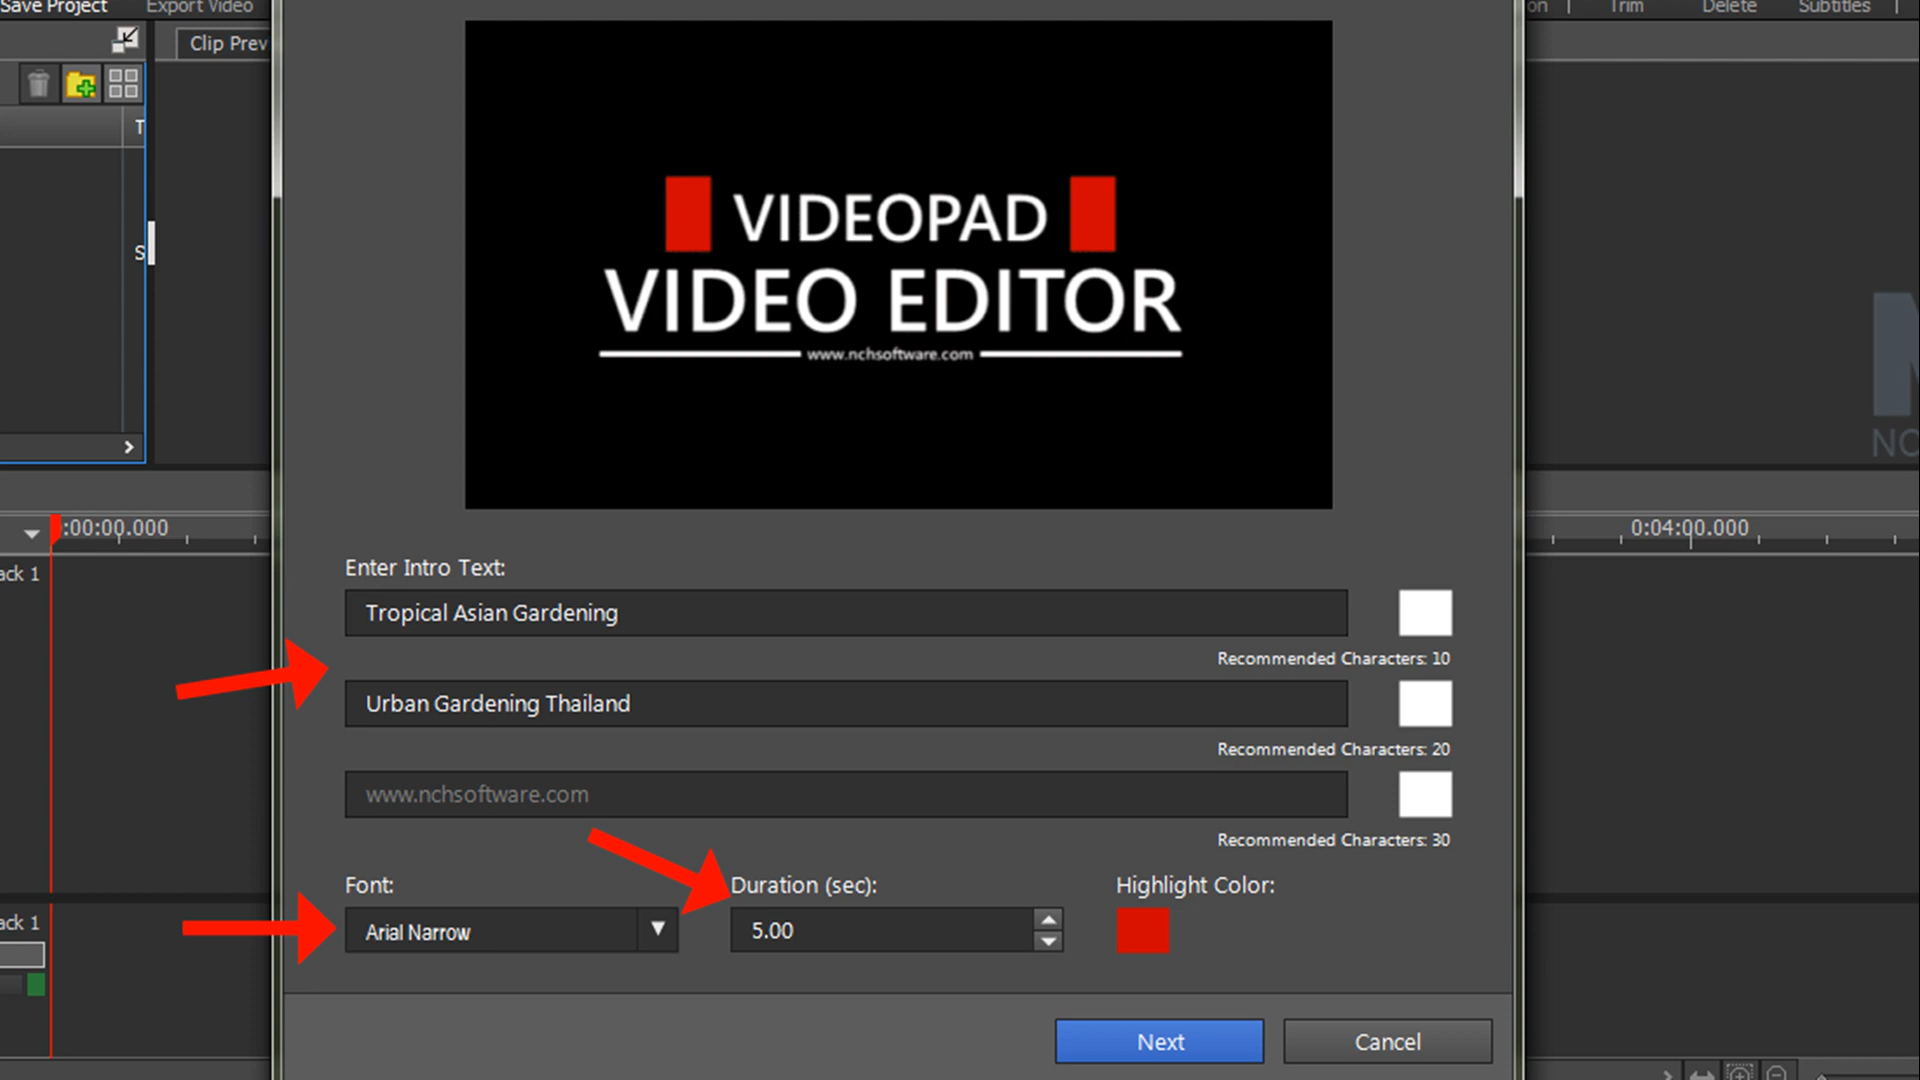 Save Project Export Video on Trim Delete Subtitles
Clip Prev
T
S
VIDEOPAD
VIDEO EDITOR
www.nchsoftware.com
NC
:00:00.000 0:04:00.000
ack 1
Enter Intro Text:
Tropical Asian Gardening
Recommended Characters: 10
Urban Gardening Thailand
Recommended Characters: 20
www.nchsoftware.com
Recommended Characters: 30
Font: Duration (sec): Highlight Color:
ack 1
Arial Narrow 5.00
Next Cancel